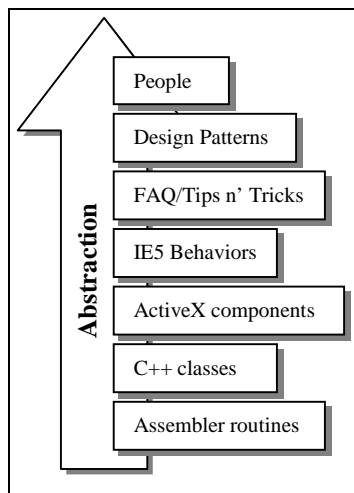 People
Design Patterns
FAQ/Tips n’ Tricks
IE5 Behaviors
ActiveX components
C++ classes
Assembler routines
Abstraction